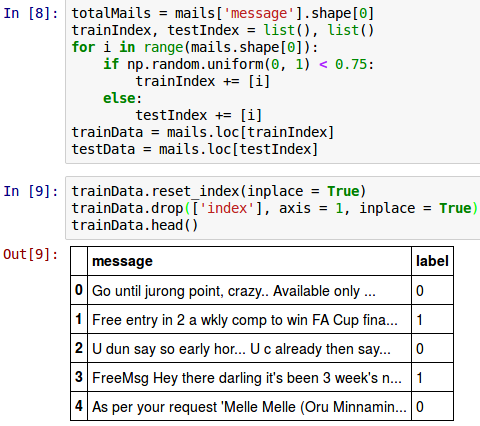 In [8]: totalMails = mails['message'].shape[0]
trainIndex, testIndex = list(), list()
for i in range(mails.shape[0]):
    if np.random.uniform(0, 1) < 0.75:
        trainIndex += [i]
    else:
        testIndex += [i]
trainData = mails.loc[trainIndex]
testData = mails.loc[testIndex]
In [9]: trainData.reset_index(inplace = True)
trainData.drop(['index'], axis = 1, inplace = True)
trainData.head()
Out[9]:
message label
0 Go until jurong point, crazy.. Available only ... 0
1 Free entry in 2 a wkly comp to win FA Cup fina... 1
2 U dun say so early hor... U c already then say... 0
3 FreeMsg Hey there darling it's been 3 week's n... 1
4 As per your request 'Melle Melle (Oru Minnamin... 0